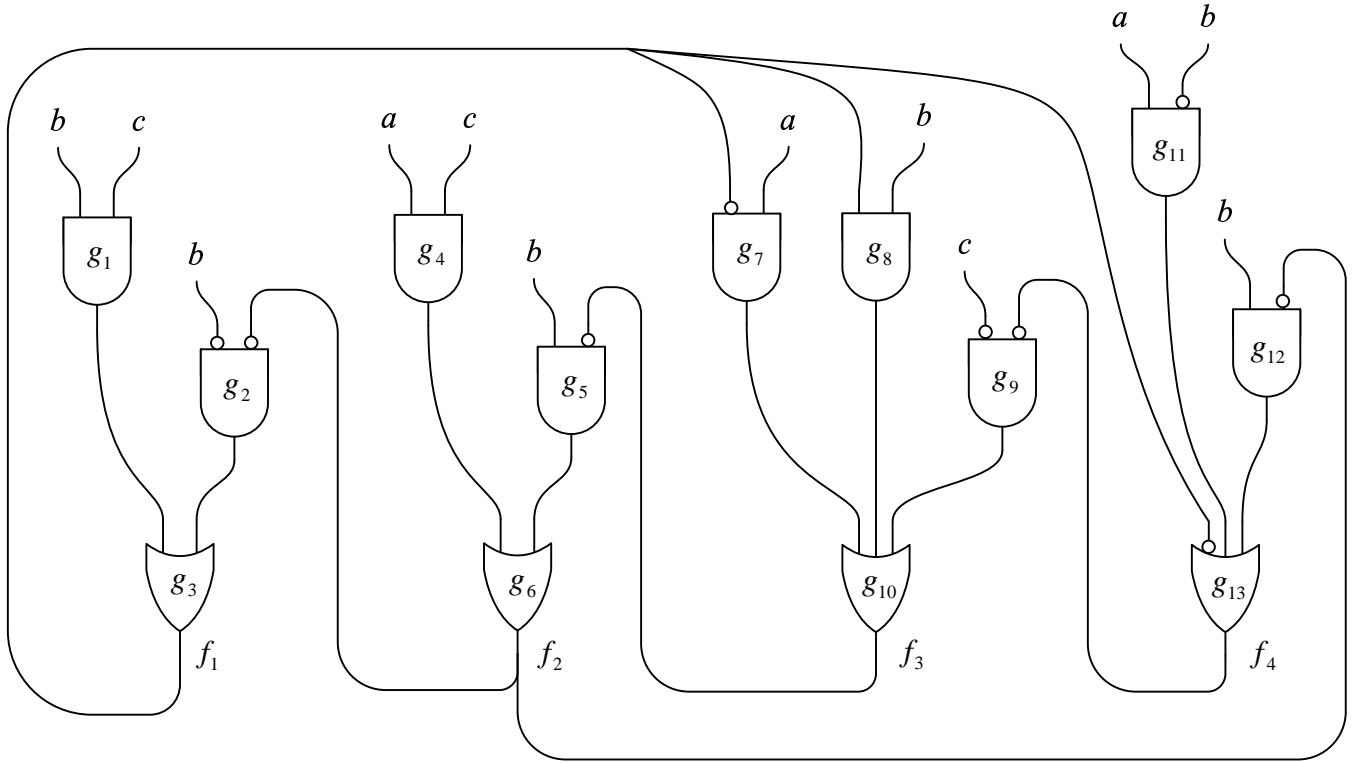 a b
b c a c a b
g₁₁
b
b b c
g₁ g₄ g₇ g₈
g₁₂
g₂ g₅ g₉
g₃ g₆ g₁₀ g₁₃
f₁ f₂ f₃ f₄